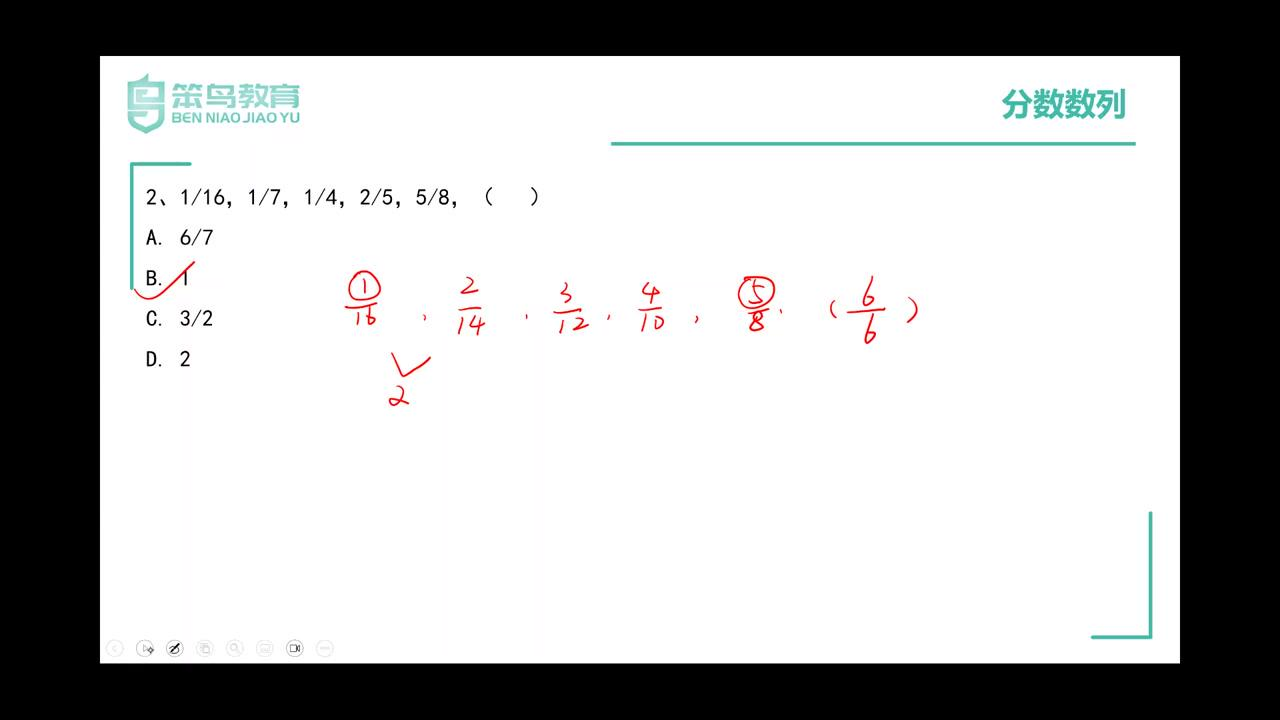 笨鸟教育
BEN NIAO JIAO YU
分数数列
2、1/16, 1/7, 1/4, 2/5, 5/8, （ ）
A. 6/7
B. 1
C. 3/2
D. 2
1/16, 2/14, 3/12, 4/10, 5/8, (6/6)
2